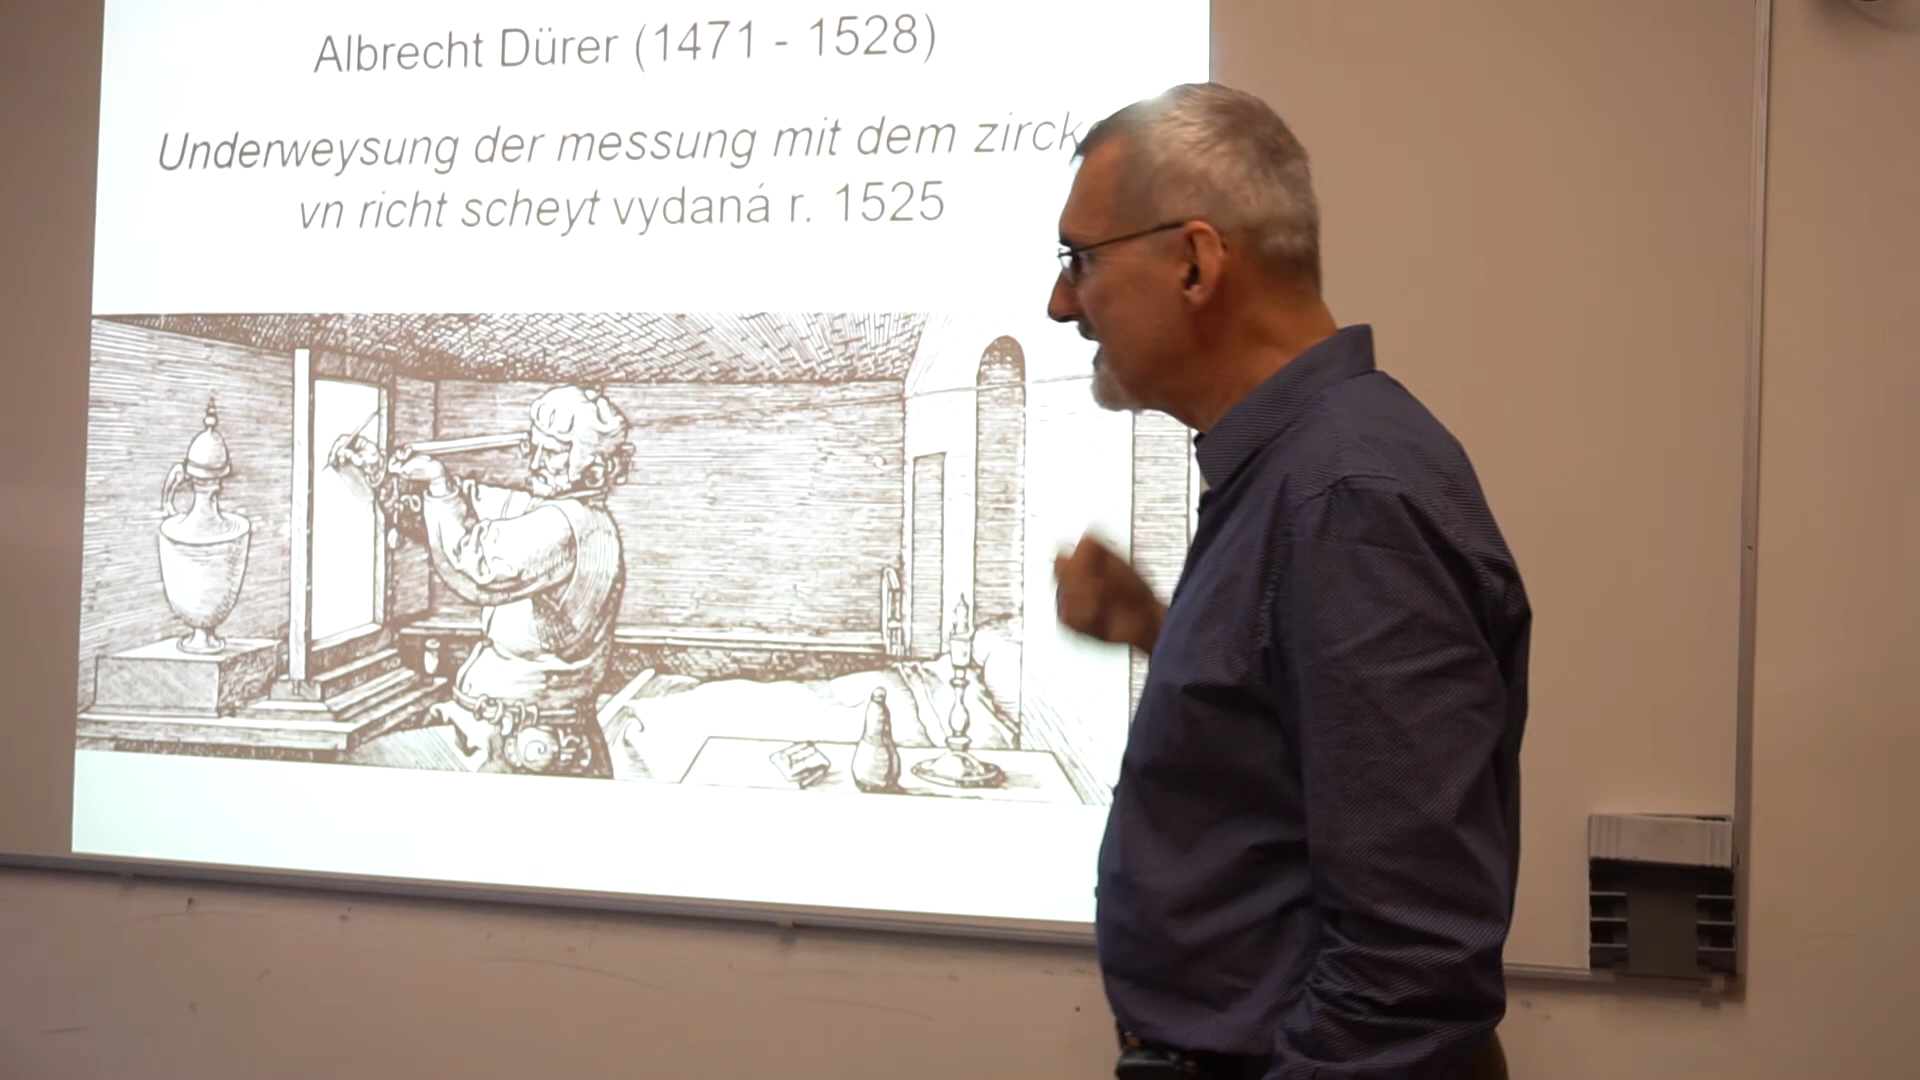 Albrecht Dürer (1471 - 1528)
Underweysung der messung mit dem zirck
vn richt scheyt vydaná r. 1525